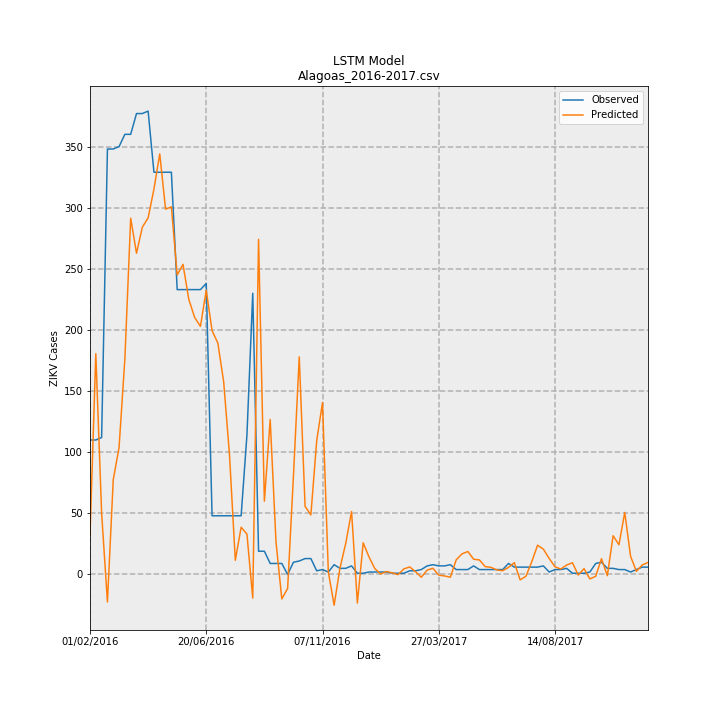 LSTM Model
Alagoas_2016-2017.csv
Observed
Predicted
350
300
250
200
150
100
50
0
ZIKV Cases
01/02/2016 20/06/2016 07/11/2016 27/03/2017 14/08/2017
Date